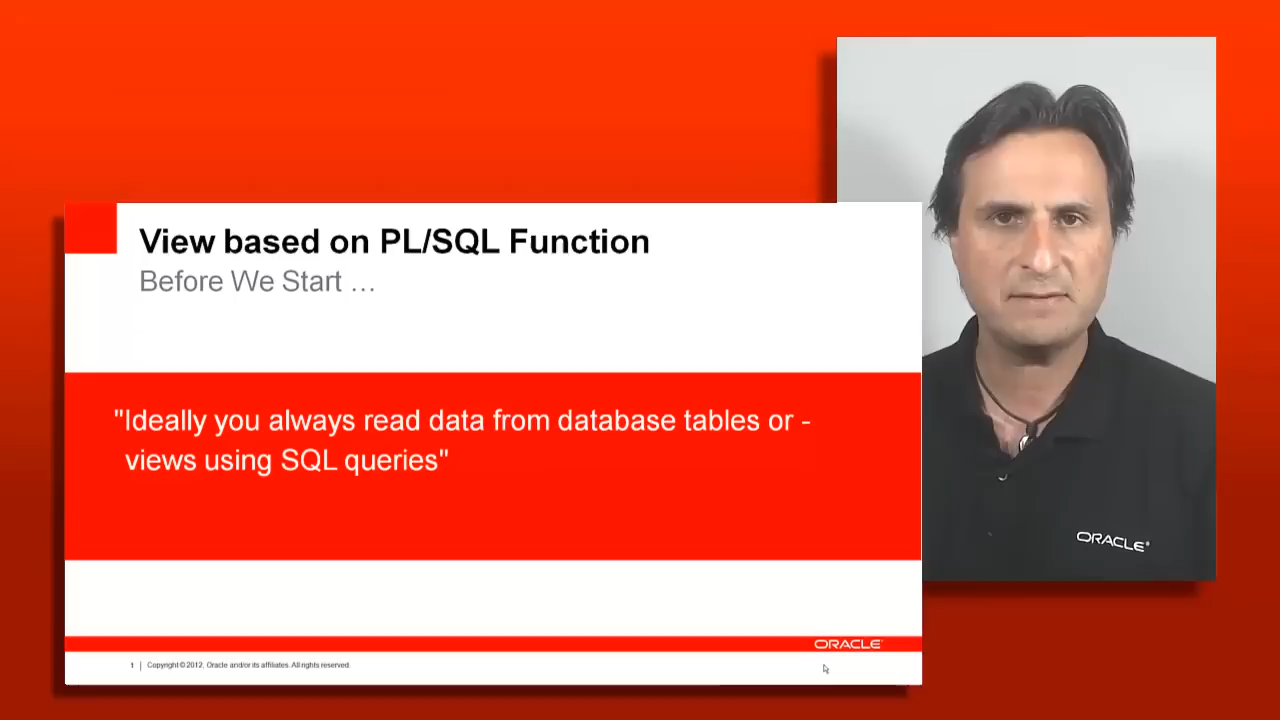 View based on PL/SQL Function
Before We Start ...
"Ideally you always read data from database tables or -
views using SQL queries"
ORACLE
1 | Copyright © 2012, Oracle and/or its affiliates. All rights reserved.
ORACLE®